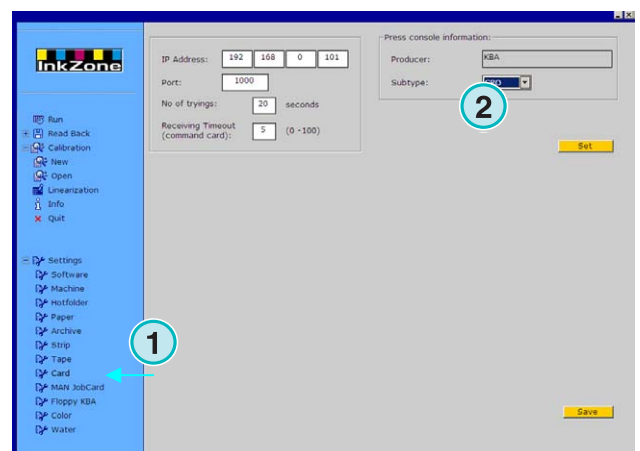 InkZone
Run
Read Back
Calibration
New
Open
Linearization
Info
Quit
Settings
Software
Machine
Hotfolder
Paper
Archive
Strip
Tape
Card
MAN JobCard
Floppy KBA
Color
Water
1
IP Address: 192 168 0 101
Port: 1000
No of tryings: 20 seconds
Receiving Timeout
(command card): 5 (0 -100)
Press console information:
Producer: KBA
Subtype:
2
Set
Save